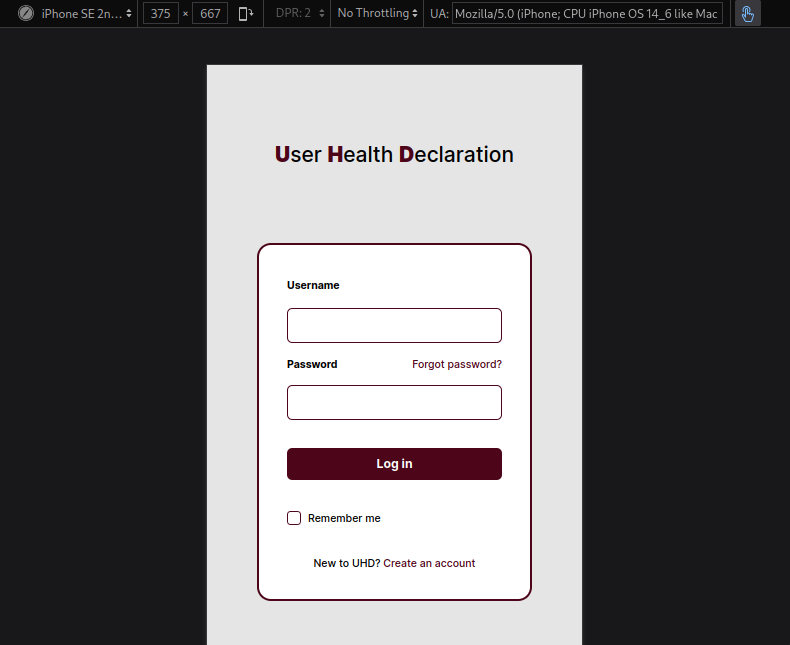 iPhone SE 2n... 375 × 667 DPR: 2 No Throttling UA: Mozilla/5.0 (iPhone; CPU iPhone OS 14_6 like Mac
User Health Declaration
Username
Password Forgot password?
Log in
Remember me
New to UHD? Create an account